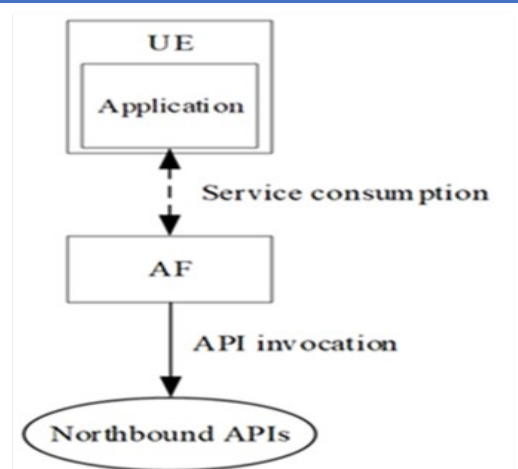 UE
Application
Service consumption
AF
API invocation
Northbound APIs